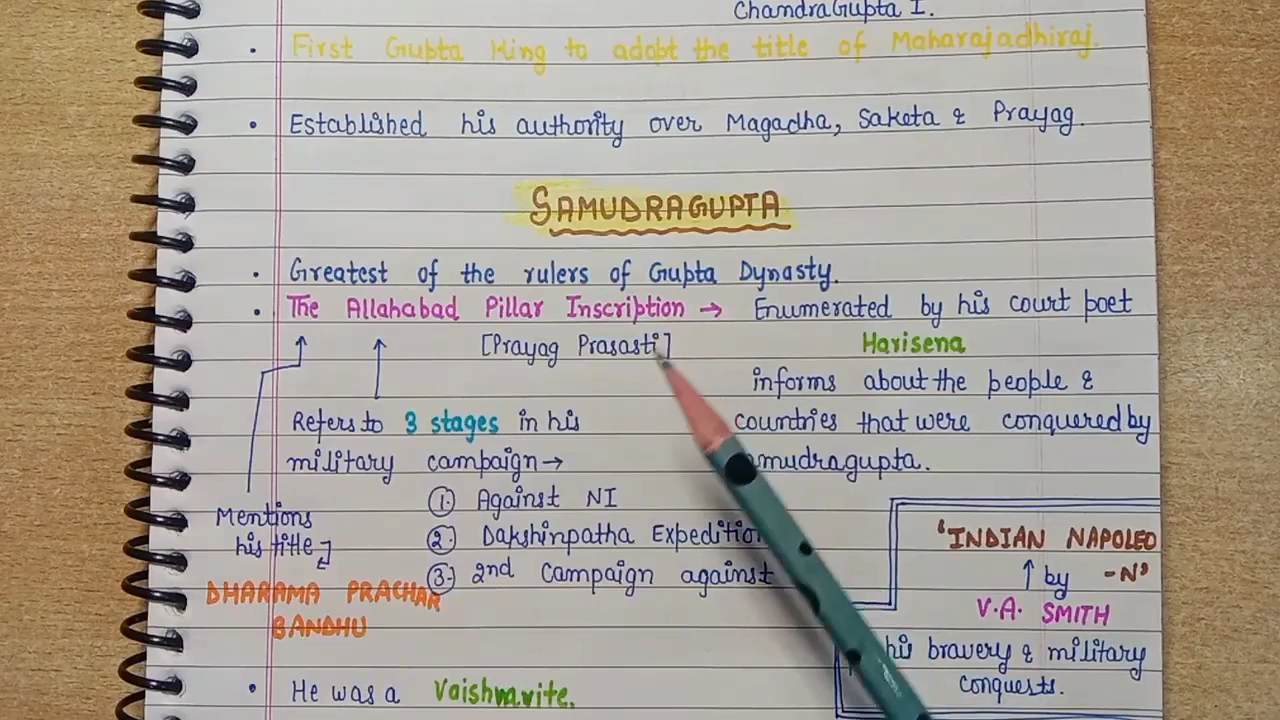 ChandraGupta I.
• First Gupta King to adopt the title of Maharajadhiraj.
• Established his authority over Magadha, Saketa & Prayag.
SAMUDRAGUPTA
• Greatest of the rulers of Gupta Dynasty.
• The Allahabad Pillar Inscription → Enumerated by his court poet
[Prayag Prasasti] Harisena
informs about the people &
countries that were conquered by
mudragupta.
Refers to 3 stages in his
military campaign →
① Against NI
② Dakshinpatha Expedition
③ 2nd Campaign against
Mentions
his title
DHARAMA PRACHAR
BANDHU
'INDIAN NAPOLEO
-N'
↑ by
V.A. SMITH
his bravery & military
conquests.
• He was a Vaishnavite.